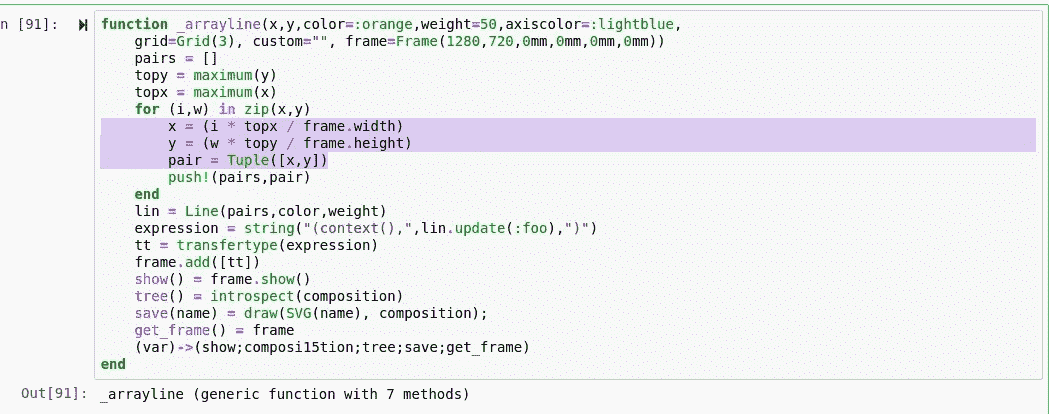 n [91]:
function _arrayline(x,y,color=:orange,weight=50,axiscolor=:lightblue,
    grid=Grid(3), custom="", frame=Frame(1280,720,0mm,0mm,0mm,0mm))
    pairs = []
    topy = maximum(y)
    topx = maximum(x)
    for (i,w) in zip(x,y)
        x = (i * topx / frame.width)
        y = (w * topy / frame.height)
        pair = Tuple([x,y])
        push!(pairs,pair)
    end
    lin = Line(pairs,color,weight)
    expression = string("(context(),",lin.update(:foo),")")
    tt = transfertype(expression)
    frame.add([tt])
    show() = frame.show()
    tree() = introspect(composition)
    save(name) = draw(SVG(name), composition);
    get_frame() = frame
    (var)->(show;composi15tion;tree;save;get_frame)
end
Out[91]: _arrayline (generic function with 7 methods)